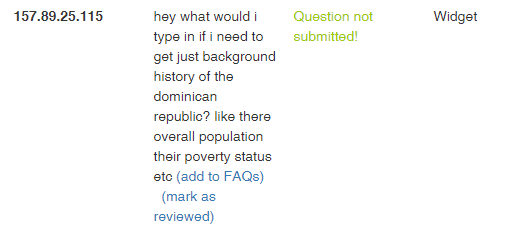 157.89.25.115
hey what would i
type in if i need to
get just background
history of the
dominican
republic? like there
overall population
their poverty status
etc (add to FAQs)
(mark as
reviewed)
Question not
submitted!
Widget